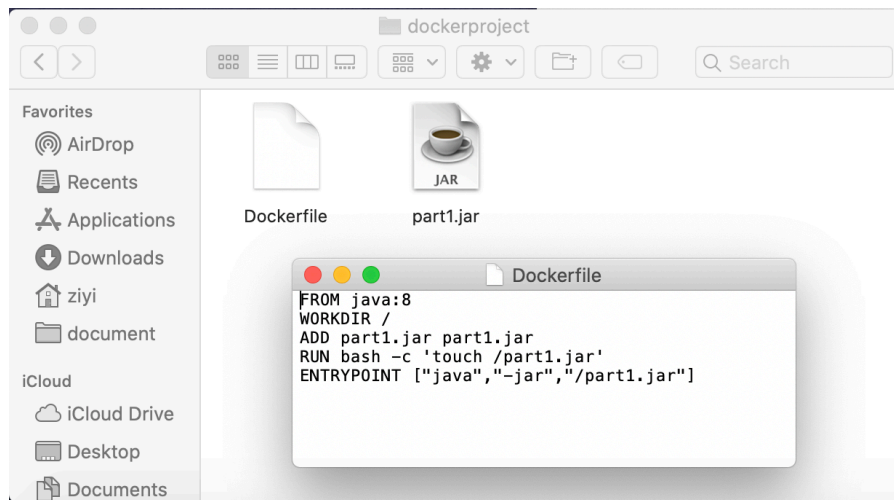 dockerproject
Search
Favorites
AirDrop
Recents
Applications
Downloads
ziyi
document
iCloud
iCloud Drive
Desktop
Documents
JAR
Dockerfile
part1.jar
Dockerfile
FROM java:8
WORKDIR /
ADD part1.jar part1.jar
RUN bash -c 'touch /part1.jar'
ENTRYPOINT ["java","-jar","/part1.jar"]